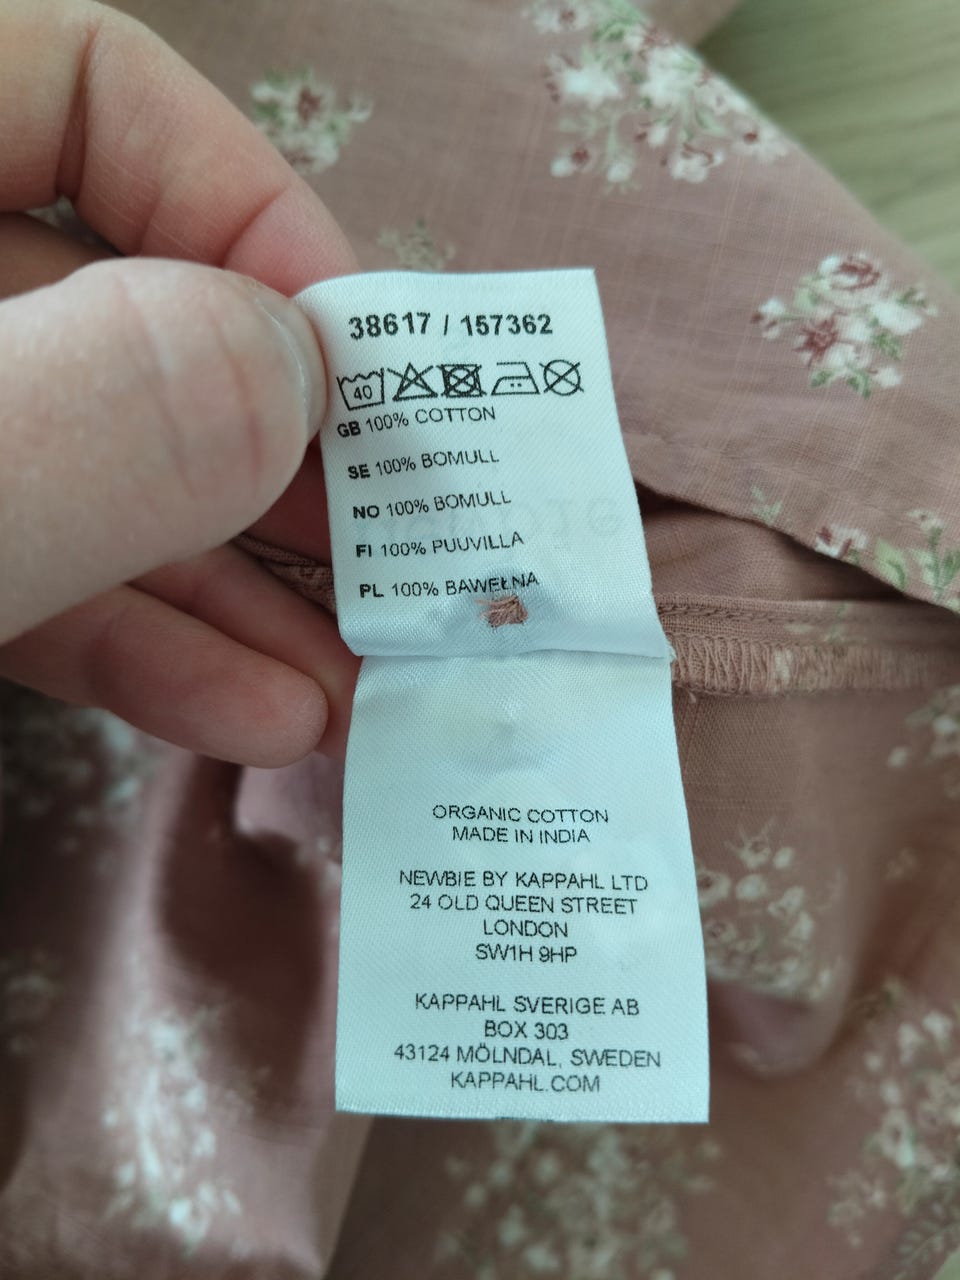 38617 / 157362
40
GB 100% COTTON
SE 100% BOMULL
NO 100% BOMULL
FI 100% PUUVILLA
PL 100% BAWEŁNA
ORGANIC COTTON
MADE IN INDIA
NEWBIE BY KAPPAHL LTD
24 OLD QUEEN STREET
LONDON
SW1H 9HP
KAPPAHL SVERIGE AB
BOX 303
43124 MÖLNDAL, SWEDEN
KAPPAHL.COM